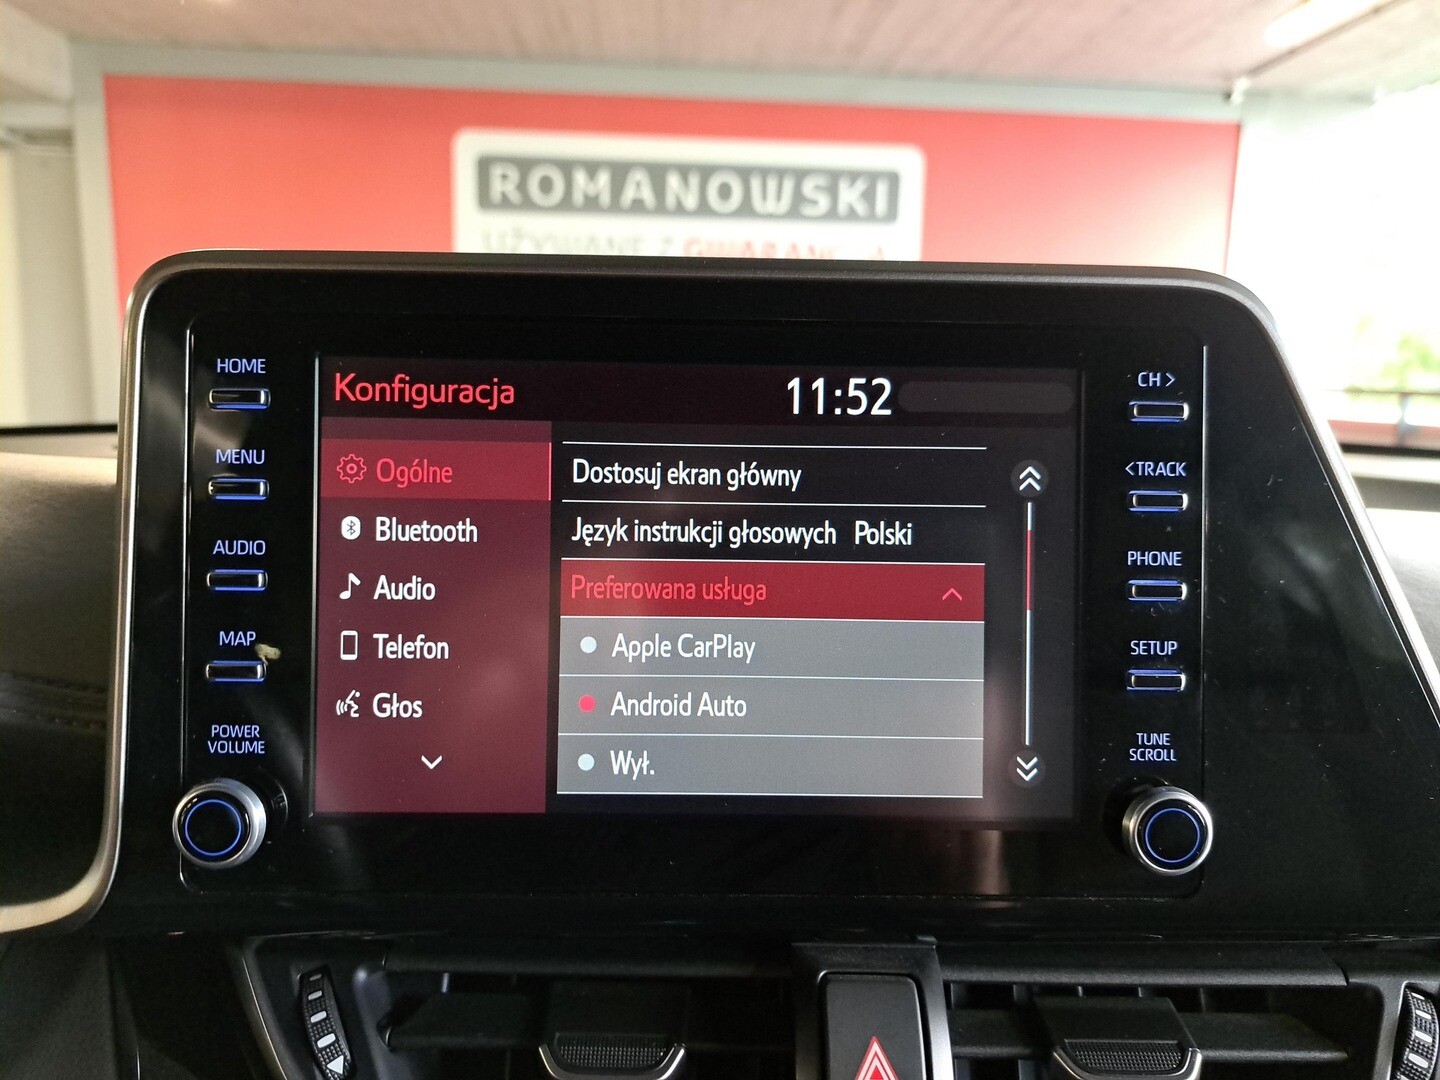 ROMANOWSKI
UŻYWANE Z
HOME
MENU
AUDIO
MAP
POWER
VOLUME
Konfiguracja 11:52
Ogólne
Bluetooth
Audio
Telefon
Głos
Dostosuj ekran główny
Język instrukcji głosowych Polski
Preferowana usługa
Apple CarPlay
Android Auto
Wył.
CH >
<TRACK
PHONE
SETUP
TUNE
SCROLL